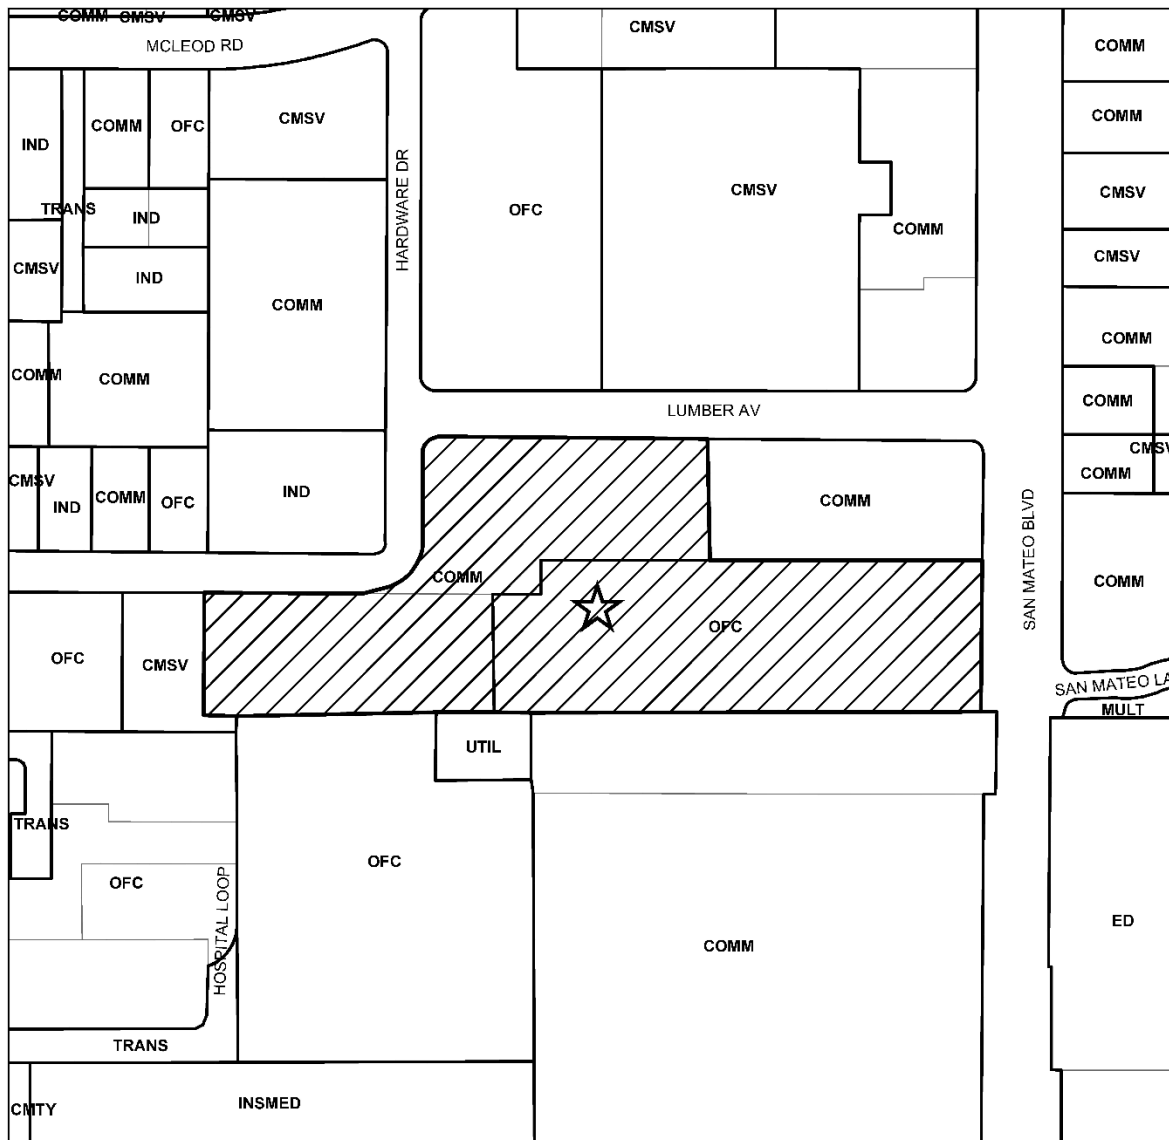 COMM
CMSV
CMSV
CMSV
COMM
MCLEOD RD
CMSV
COMM
OFC
COMM
IND
HARDWARE DR
CMSV
CMSV
TRANS
IND
OFC
COMM
CMSV
CMSV
IND
COMM
COMM
COMM
COMM
COMM
LUMBER AV
CMSV
COMM
CMSV
IND
COMM
OFC
IND
COMM
SAN MATEO BLVD
COMM
COMM
OFC
OFC
CMSV
SAN MATEO LA
MULT
UTIL
TRANS
OFC
OFC
HOSPITAL LOOP
COMM
ED
TRANS
CMTY
INSMED